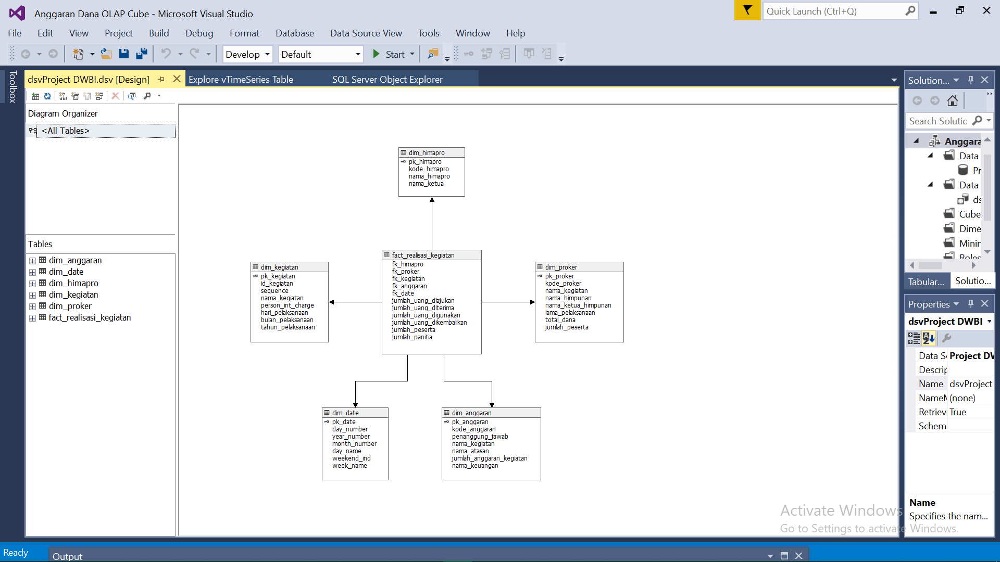 Anggaran Dana OLAP Cube - Microsoft Visual Studio
Quick Launch (Ctrl+Q)
File Edit View Project Build Debug Format Database Data Source View Tools Window Help
Develop Default Start
Toolbox
dsvProject DWBI.dsv [Design] Explore vTimeSeries Table SQL Server Object Explorer
Diagram Organizer
<All Tables>
Tables
dim_anggaran
dim_date
dim_himapro
dim_kegiatan
dim_proker
fact_realisasi_kegiatan
dim_himapro
pk_himapro
kode_himapro
nama_himapro
nama_ketua
dim_kegiatan
pk_kegiatan
id_kegiatan
sequence
nama_kegiatan
person_int_charge
hari_pelaksanaan
bulan_pelaksanaan
tahun_pelaksanaan
fact_realisasi_kegiatan
fk_himapro
fk_proker
fk_kegiatan
fk_anggaran
fk_date
jumlah_uang_diajukan
jumlah_uang_diterima
jumlah_uang_digunakan
jumlah_uang_dikembalikan
jumlah_peserta
jumlah_panitia
dim_proker
pk_proker
kode_proker
nama_kegiatan
nama_himpunan
nama_ketua_himpunan
lama_pelaksanaan
total_dana
jumlah_peserta
dim_date
pk_date
day_number
year_number
month_number
day_name
weekend_ind
week_name
dim_anggaran
pk_anggaran
kode_anggaran
penanggung_jawab
nama_kegiatan
nama_atasan
jumlah_anggaran_kegiatan
nama_keuangan
Solution...
Search Solutic
Anggara
Data
Pr
Data
ds
Cube
Dime
Minin
Roles
Tabular... Solutio...
Properties
dsvProject DWBI
Data S Project DW
Descrip
Name dsvProject
NameM (none)
Retriev True
Schem
Name
Specifies the nam...
Activate Windows
Go to Settings to activate Windows.
Ready
Output